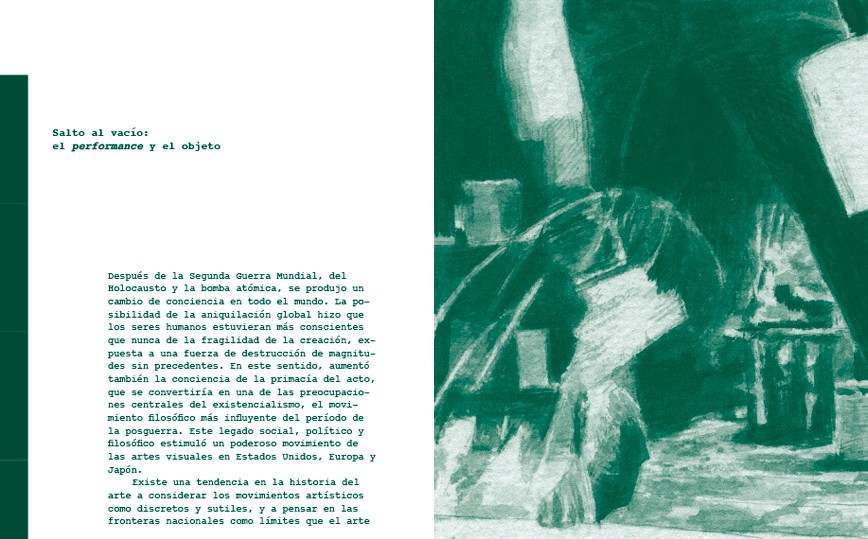 Salto al vacío:
el performance y el objeto
Después de la Segunda Guerra Mundial, del
Holocausto y la bomba atómica, se produjo un
cambio de conciencia en todo el mundo. La po-
sibilidad de la aniquilación global hizo que
los seres humanos estuvieran más conscientes
que nunca de la fragilidad de la creación, ex-
puesta a una fuerza de destrucción de magnitu-
des sin precedentes. En este sentido, aumentó
también la conciencia de la primacía del acto,
que se convertiría en una de las preocupacio-
nes centrales del existencialismo, el movi-
miento filosófico más influyente del período de
la posguerra. Este legado social, político y
filosófico estimuló un poderoso movimiento de
las artes visuales en Estados Unidos, Europa y
Japón.
Existe una tendencia en la historia del
arte a considerar los movimientos artísticos
como discretos y sutiles, y a pensar en las
fronteras nacionales como límites que el arte